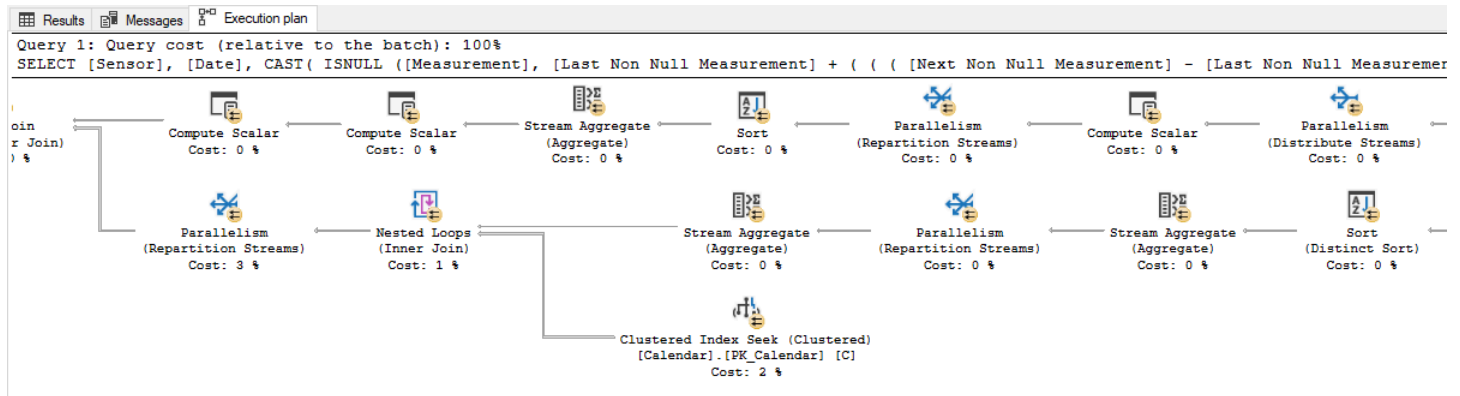 Results Messages Execution plan
Query 1: Query cost (relative to the batch): 100%
SELECT [Sensor], [Date], CAST( ISNULL ([Measurement], [Last Non Null Measurement] + ( ( ( [Next Non Null Measurement] - [Last Non Null Measuremen
oin
r Join)
) %
Compute Scalar
Cost: 0 %
Compute Scalar
Cost: 0 %
Stream Aggregate
(Aggregate)
Cost: 0 %
Sort
Cost: 0 %
Parallelism
(Repartition Streams)
Cost: 0 %
Compute Scalar
Cost: 0 %
Parallelism
(Distribute Streams)
Cost: 0 %
Parallelism
(Repartition Streams)
Cost: 3 %
Nested Loops
(Inner Join)
Cost: 1 %
Stream Aggregate
(Aggregate)
Cost: 0 %
Parallelism
(Repartition Streams)
Cost: 0 %
Stream Aggregate
(Aggregate)
Cost: 0 %
Sort
(Distinct Sort)
Cost: 0 %
Clustered Index Seek (Clustered)
[Calendar].[PK_Calendar] [C]
Cost: 2 %